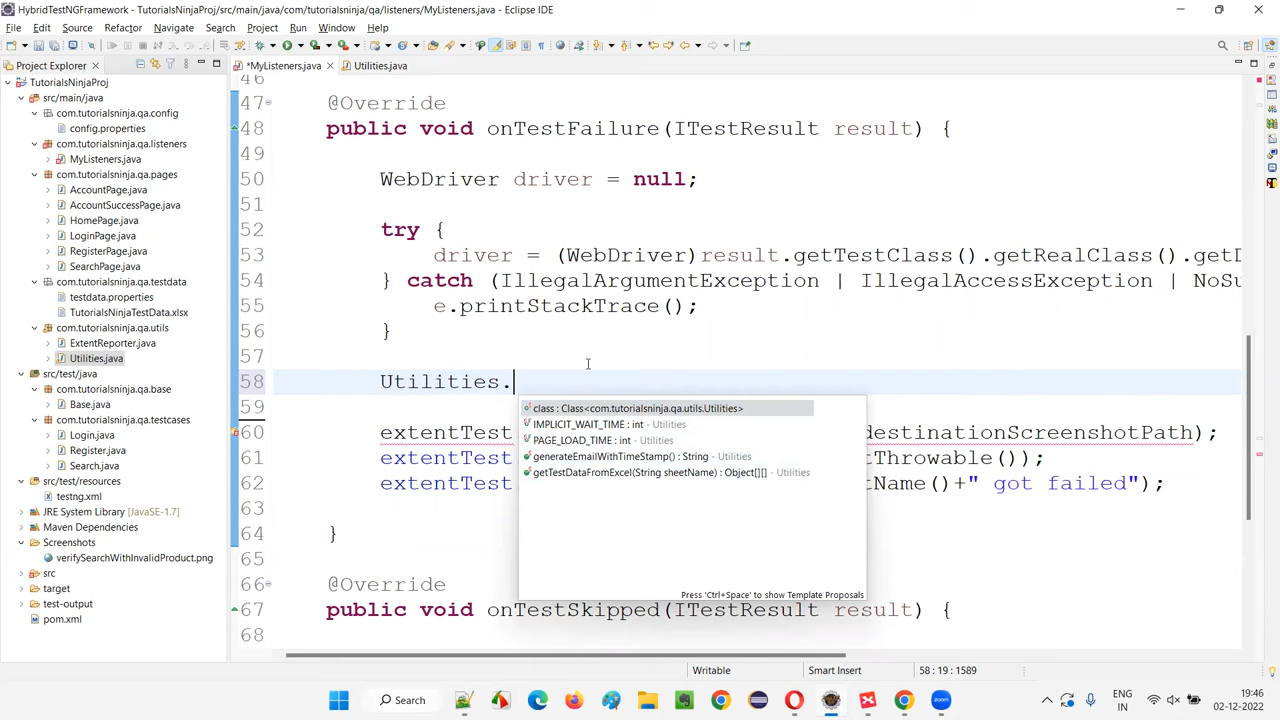 HybridTestNGFramework - TutorialsNinjaProj/src/main/java/com/tutorialsninja/qa/listeners/MyListeners.java - Eclipse IDE
File Edit Source Refactor Navigate Search Project Run Window Help
Project Explorer
*MyListeners.java Utilities.java
TutorialsNinjaProj
src/main/java
com.tutorialsninja.qa.config
config.properties
com.tutorialsninja.qa.listeners
MyListeners.java
com.tutorialsninja.qa.pages
AccountPage.java
AccountSuccessPage.java
HomePage.java
LoginPage.java
RegisterPage.java
SearchPage.java
com.tutorialsninja.qa.testdata
testdata.properties
TutorialsNinjaTestData.xlsx
com.tutorialsninja.qa.utils
ExtentReporter.java
Utilities.java
src/test/java
com.tutorialsninja.qa.base
Base.java
com.tutorialsninja.qa.testcases
Login.java
Register.java
Search.java
src/test/resources
testng.xml
JRE System Library [JavaSE-1.7]
Maven Dependencies
Screenshots
verifySearchWithInvalidProduct.png
src
target
test-output
pom.xml
46
47 @Override
48 public void onTestFailure(ITestResult result) {
49
50 WebDriver driver = null;
51
52 try {
53 driver = (WebDriver)result.getTestClass().getRealClass().getD
54 } catch (IllegalArgumentException | IllegalAccessException | NoSu
55 e.printStackTrace();
56 }
57
58 Utilities.
59
60 extentTest destinationScreenshotPath);
61 extentTest tThrowable());
62 extentTest tName()+" got failed");
63
64 }
65
66 @Override
67 public void onTestSkipped(ITestResult result) {
68
class : Class<com.tutorialsninja.qa.utils.Utilities>
IMPLICIT_WAIT_TIME : int - Utilities
PAGE_LOAD_TIME : int - Utilities
generateEmailWithTimeStamp() : String - Utilities
getTestDataFromExcel(String sheetName) : Object[][] - Utilities
Press 'Ctrl+Space' to show Template Proposals
Writable Smart Insert 58 : 19 : 1589
Search
ENG
IN
19:46
02-12-2022